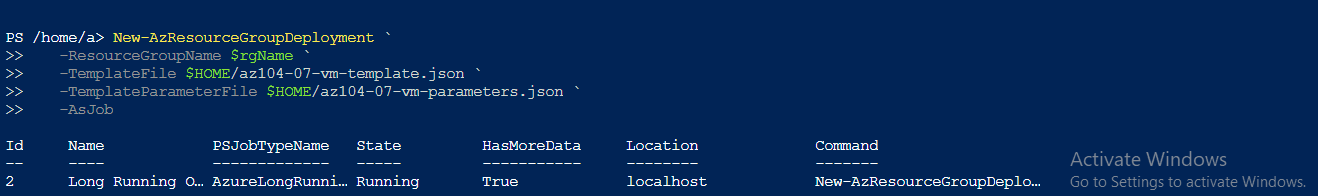 PS /home/a> New-AzResourceGroupDeployment `
>>    -ResourceGroupName $rgName `
>>    -TemplateFile $HOME/az104-07-vm-template.json `
>>    -TemplateParameterFile $HOME/az104-07-vm-parameters.json `
>>    -AsJob
Id     Name            PSJobTypeName   State         HasMoreData     Location             Command
--     ----            -------------   -----         -----------     --------             -------
2      Long Running O… AzureLongRunni… Running       True            localhost            New-AzResourceGroupDeplo…
Activate Windows
Go to Settings to activate Windows.